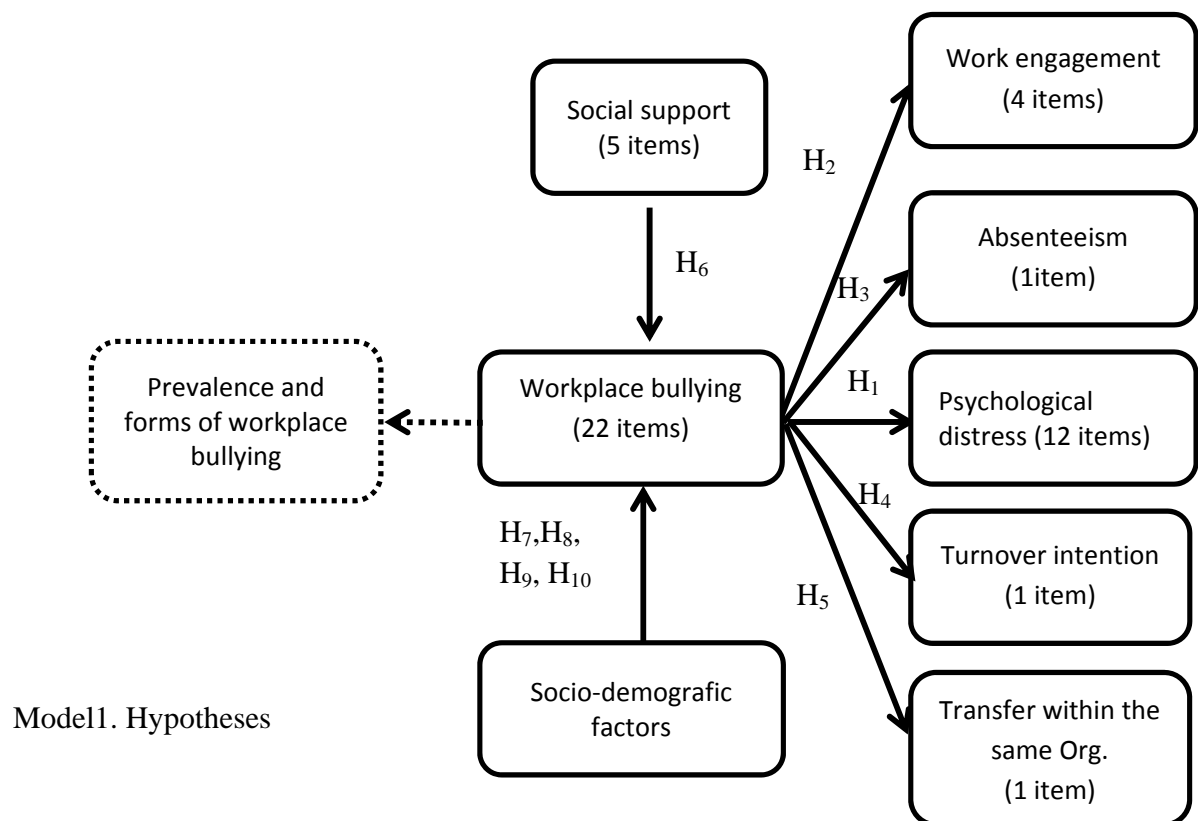 Work engagement
(4 items)
Social support
(5 items)
H₂
Absenteeism
(1item)
H₆
H₃
Prevalence and
forms of workplace
bullying
Workplace bullying
(22 items)
H₁
Psychological
distress (12 items)
H₄
H₇,H₈,
H₉, H₁₀
Turnover intention
(1 item)
H₅
Socio-demografic
factors
Transfer within the
same Org.
(1 item)
Model1. Hypotheses